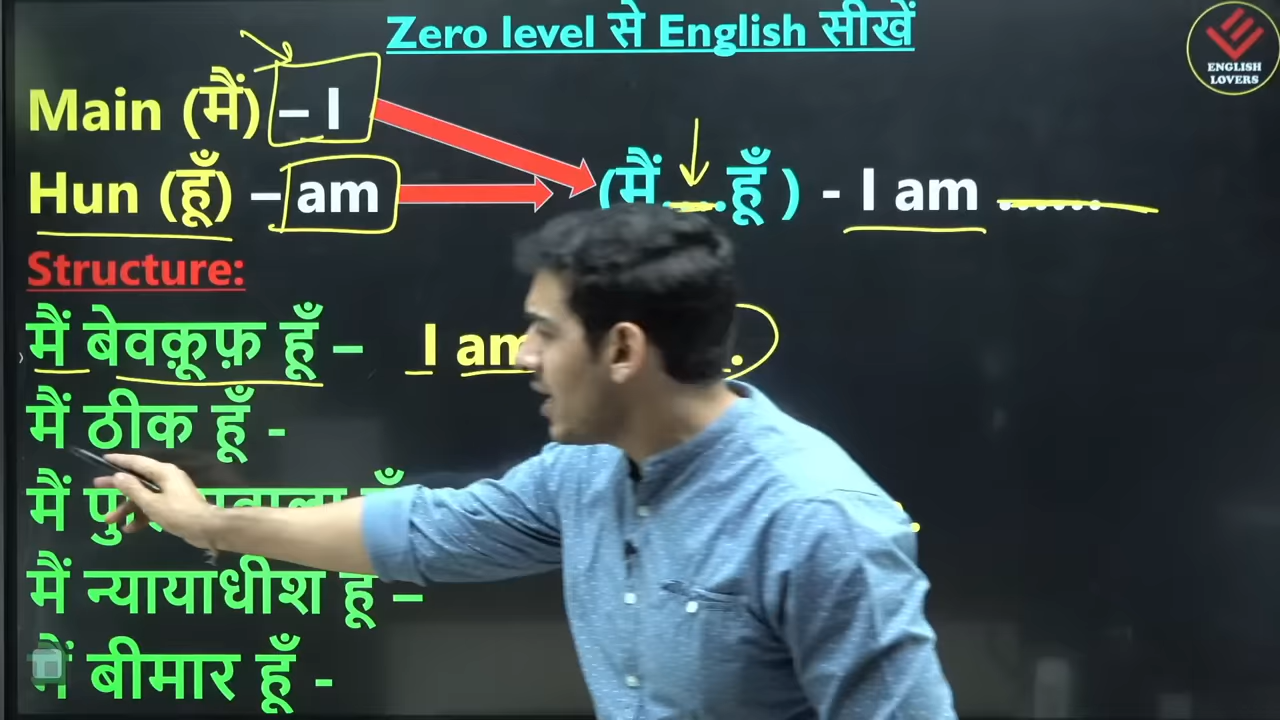 Zero level से English सीखें
ENGLISH
LOVERS
Main (मैं) – I
Hun (हूँ) – am
(मैं.....हूँ ) - I am ......
Structure:
मैं बेवक़ूफ़ हूँ – I am
मैं ठीक हूँ -
मैं
मैं न्यायाधीश हूँ –
मैं बीमार हूँ -